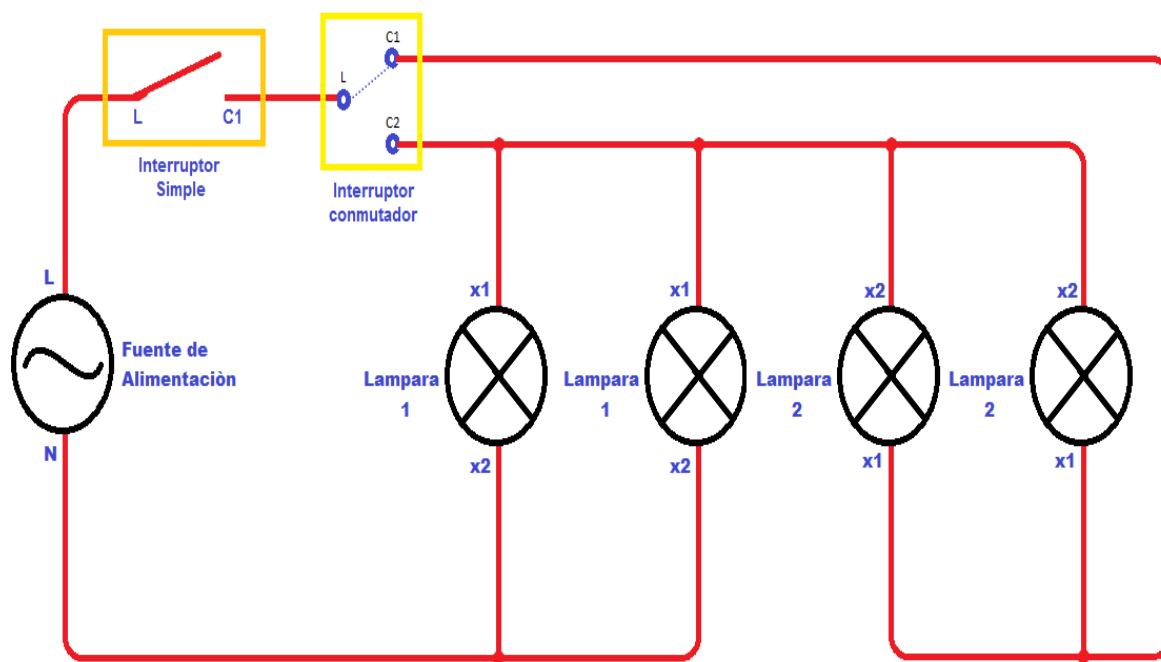 C1
L
C2
L
C1
Interruptor
Simple
Interruptor
conmutador
L
Fuente de
Alimentaciòn
N
x1
x1
x2
x2
Lampara
1
Lampara
1
Lampara
2
Lampara
2
x2
x2
x1
x1